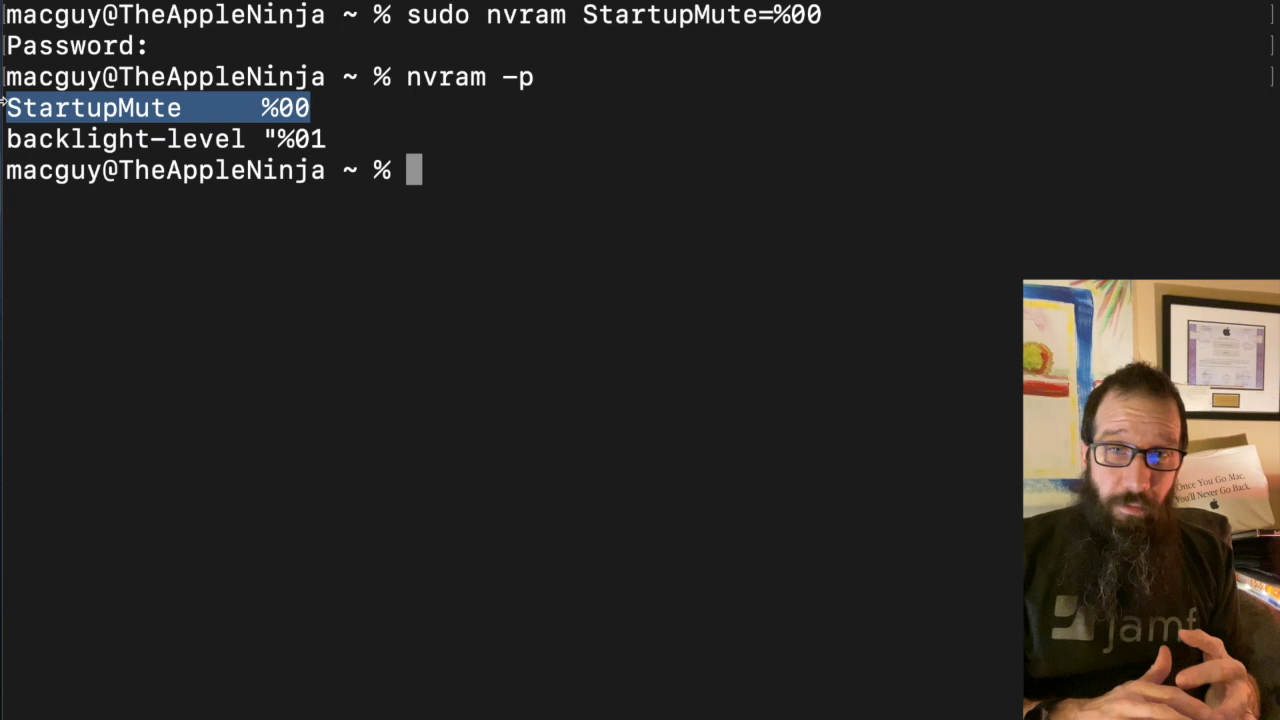 macguy@TheAppleNinja ~ % sudo nvram StartupMute=%00
Password:
macguy@TheAppleNinja ~ % nvram -p
StartupMute %00
backlight-level "%01
macguy@TheAppleNinja ~ %
Once You Go Mac.
You'll Never Go Back.
jamf